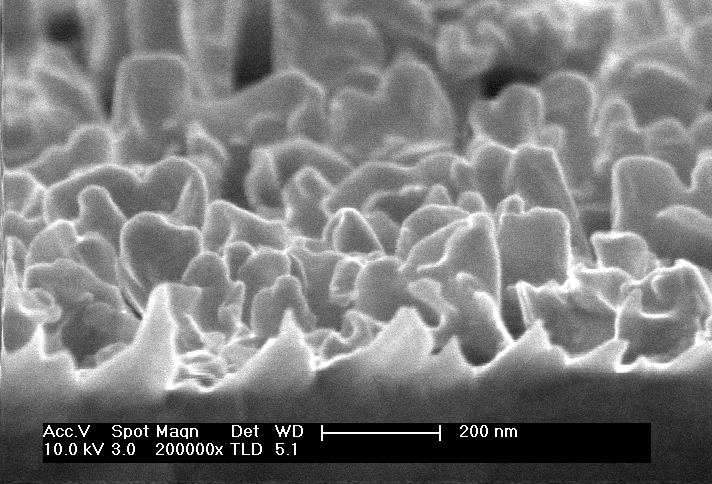 Acc.V Spot Magn Det WD 200 nm
10.0 kV 3.0 200000x TLD 5.1